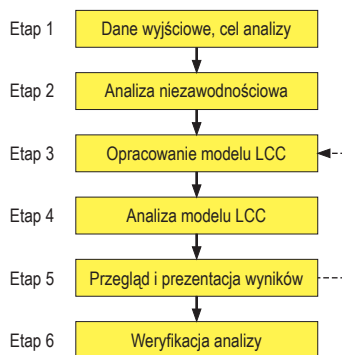 Etap 1 Dane wyjściowe, cel analizy
Etap 2 Analiza niezawodnościowa
Etap 3 Opracowanie modelu LCC
Etap 4 Analiza modelu LCC
Etap 5 Przegląd i prezentacja wyników
Etap 6 Weryfikacja analizy